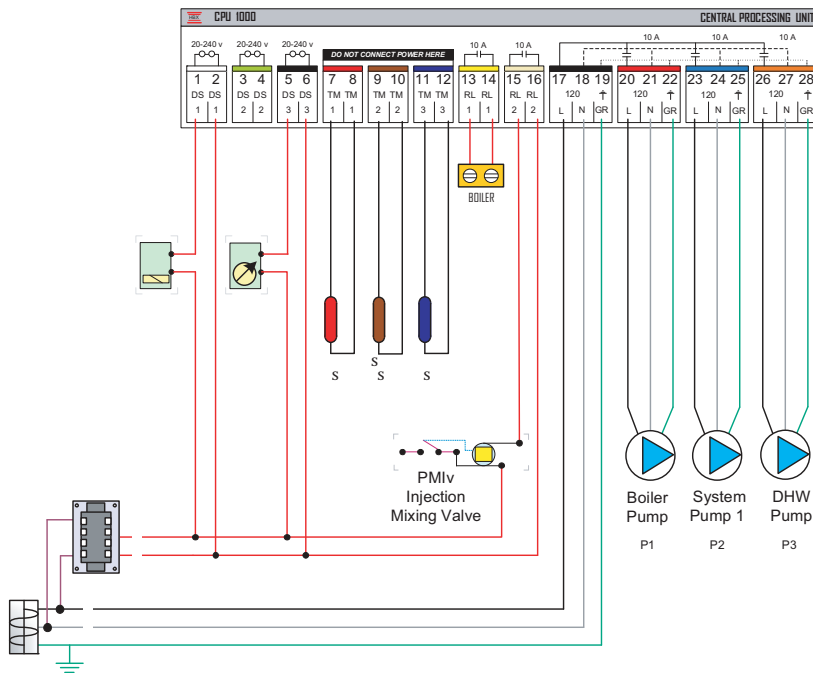 CPU 1000 CENTRAL PROCESSING UNIT
20-240 v 20-240 v 20-240 v DO NOT CONNECT POWER HERE 10 A 10 A 10 A 10 A 10 A
1 2 3 4 5 6 7 8 9 10 11 12 13 14 15 16 17 18 19 20 21 22 23 24 25 26 27 28
DS DS DS DS DS DS TM TM TM TM TM TM RL RL RL RL 120 120 120 120
1 1 2 2 3 3 1 1 2 2 3 3 1 1 2 2 L N GR L N GR L N GR L N GR
BOILER
S S S S
PMIv
Injection
Mixing Valve
Boiler
Pump
P1
System
Pump 1
P2
DHW
Pump
P3